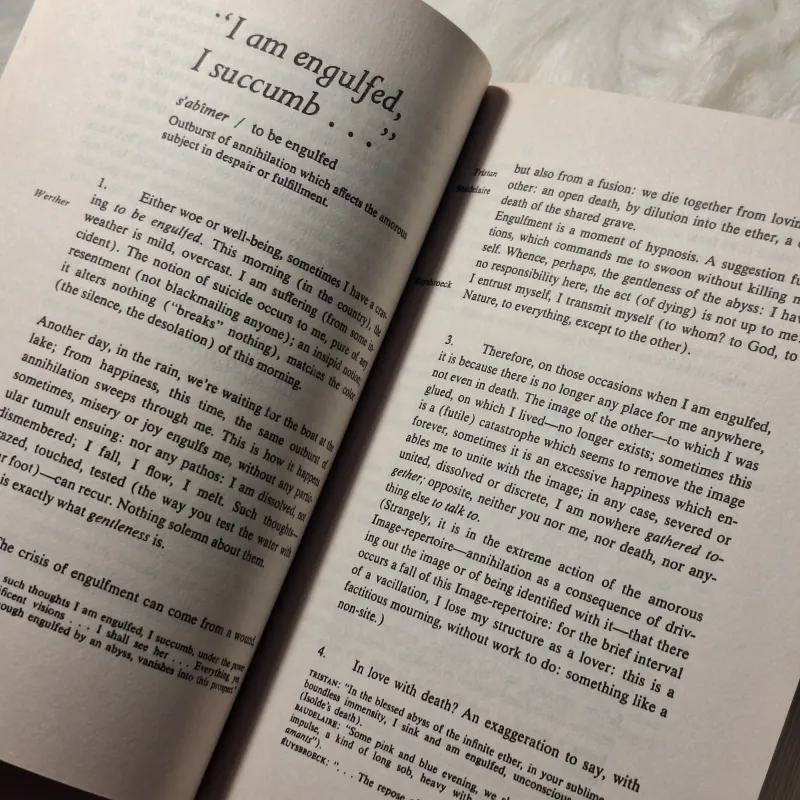 "I am engulfed,
I succumb . . ."
s'abîmer / to be engulfed
Outburst of annihilation which affects the amorous
subject in despair or fulfillment.
1.
Werther
Either woe or well-being, sometimes I have a crav-
ing to be engulfed. This morning (in the country), the
weather is mild, overcast. I am suffering (from some in-
cident). The notion of suicide occurs to me, pure of any
resentment (not blackmailing anyone); an insipid notion;
it alters nothing ("breaks" nothing), matches the color
(the silence, the desolation) of this morning.
Another day, in the rain, we're waiting for the boat at the
lake; from happiness, this time, the same outburst of
annihilation sweeps through me. This is how it happens
sometimes, misery or joy engulfs me, without any partic-
ular tumult ensuing: nor any pathos: I am dissolved, not
dismembered; I fall, I flow, I melt. Such thoughts—
azed, touched, tested (the way you test the water with
r foot)—can recur. Nothing solemn about them.
is exactly what gentleness is.
The crisis of engulfment can come from a wound,
such thoughts I am engulfed, I succumb, under the power
ificent visions . . . I shall see her . . . Everything, yes
rough engulfed by an abyss, vanishes into this prospect"
Tristan
Baudelaire
but also from a fusion: we die together from lovin
other: an open death, by dilution into the ether, a c
death of the shared grave.
Engulfment is a moment of hypnosis. A suggestion fu
tions, which commands me to swoon without killing m
self. Whence, perhaps, the gentleness of the abyss: I hav
no responsibility here, the act (of dying) is not up to me:
Ruysbroeck
I entrust myself, I transmit myself (to whom? to God, to
Nature, to everything, except to the other).
3.
Therefore, on those occasions when I am engulfed,
it is because there is no longer any place for me anywhere,
not even in death. The image of the other—to which I was
glued, on which I lived—no longer exists; sometimes this
is a (futile) catastrophe which seems to remove the image
forever, sometimes it is an excessive happiness which en-
ables me to unite with the image; in any case, severed or
united, dissolved or discrete, I am nowhere gathered to-
gether; opposite, neither you nor me, nor death, nor any-
thing else to talk to.
(Strangely, it is in the extreme action of the amorous
Image-repertoire—annihilation as a consequence of driv-
ing out the image or of being identified with it—that there
occurs a fall of this Image-repertoire: for the brief interval
of a vacillation, I lose my structure as a lover: this is a
factitious mourning, without work to do: something like a
non-site.)
4.
In love with death? An exaggeration to say, with
TRISTAN: "In the blessed abyss of the infinite ether, in your sublime
boundless immensity, I sink and am engulfed, unconscious
(Isolde's death).
BAUDELAIRE: "Some pink and blue evening, we sh
impulse, a kind of long sob, heavy with
amants").
RUYSBROECK: ". . . The repose of